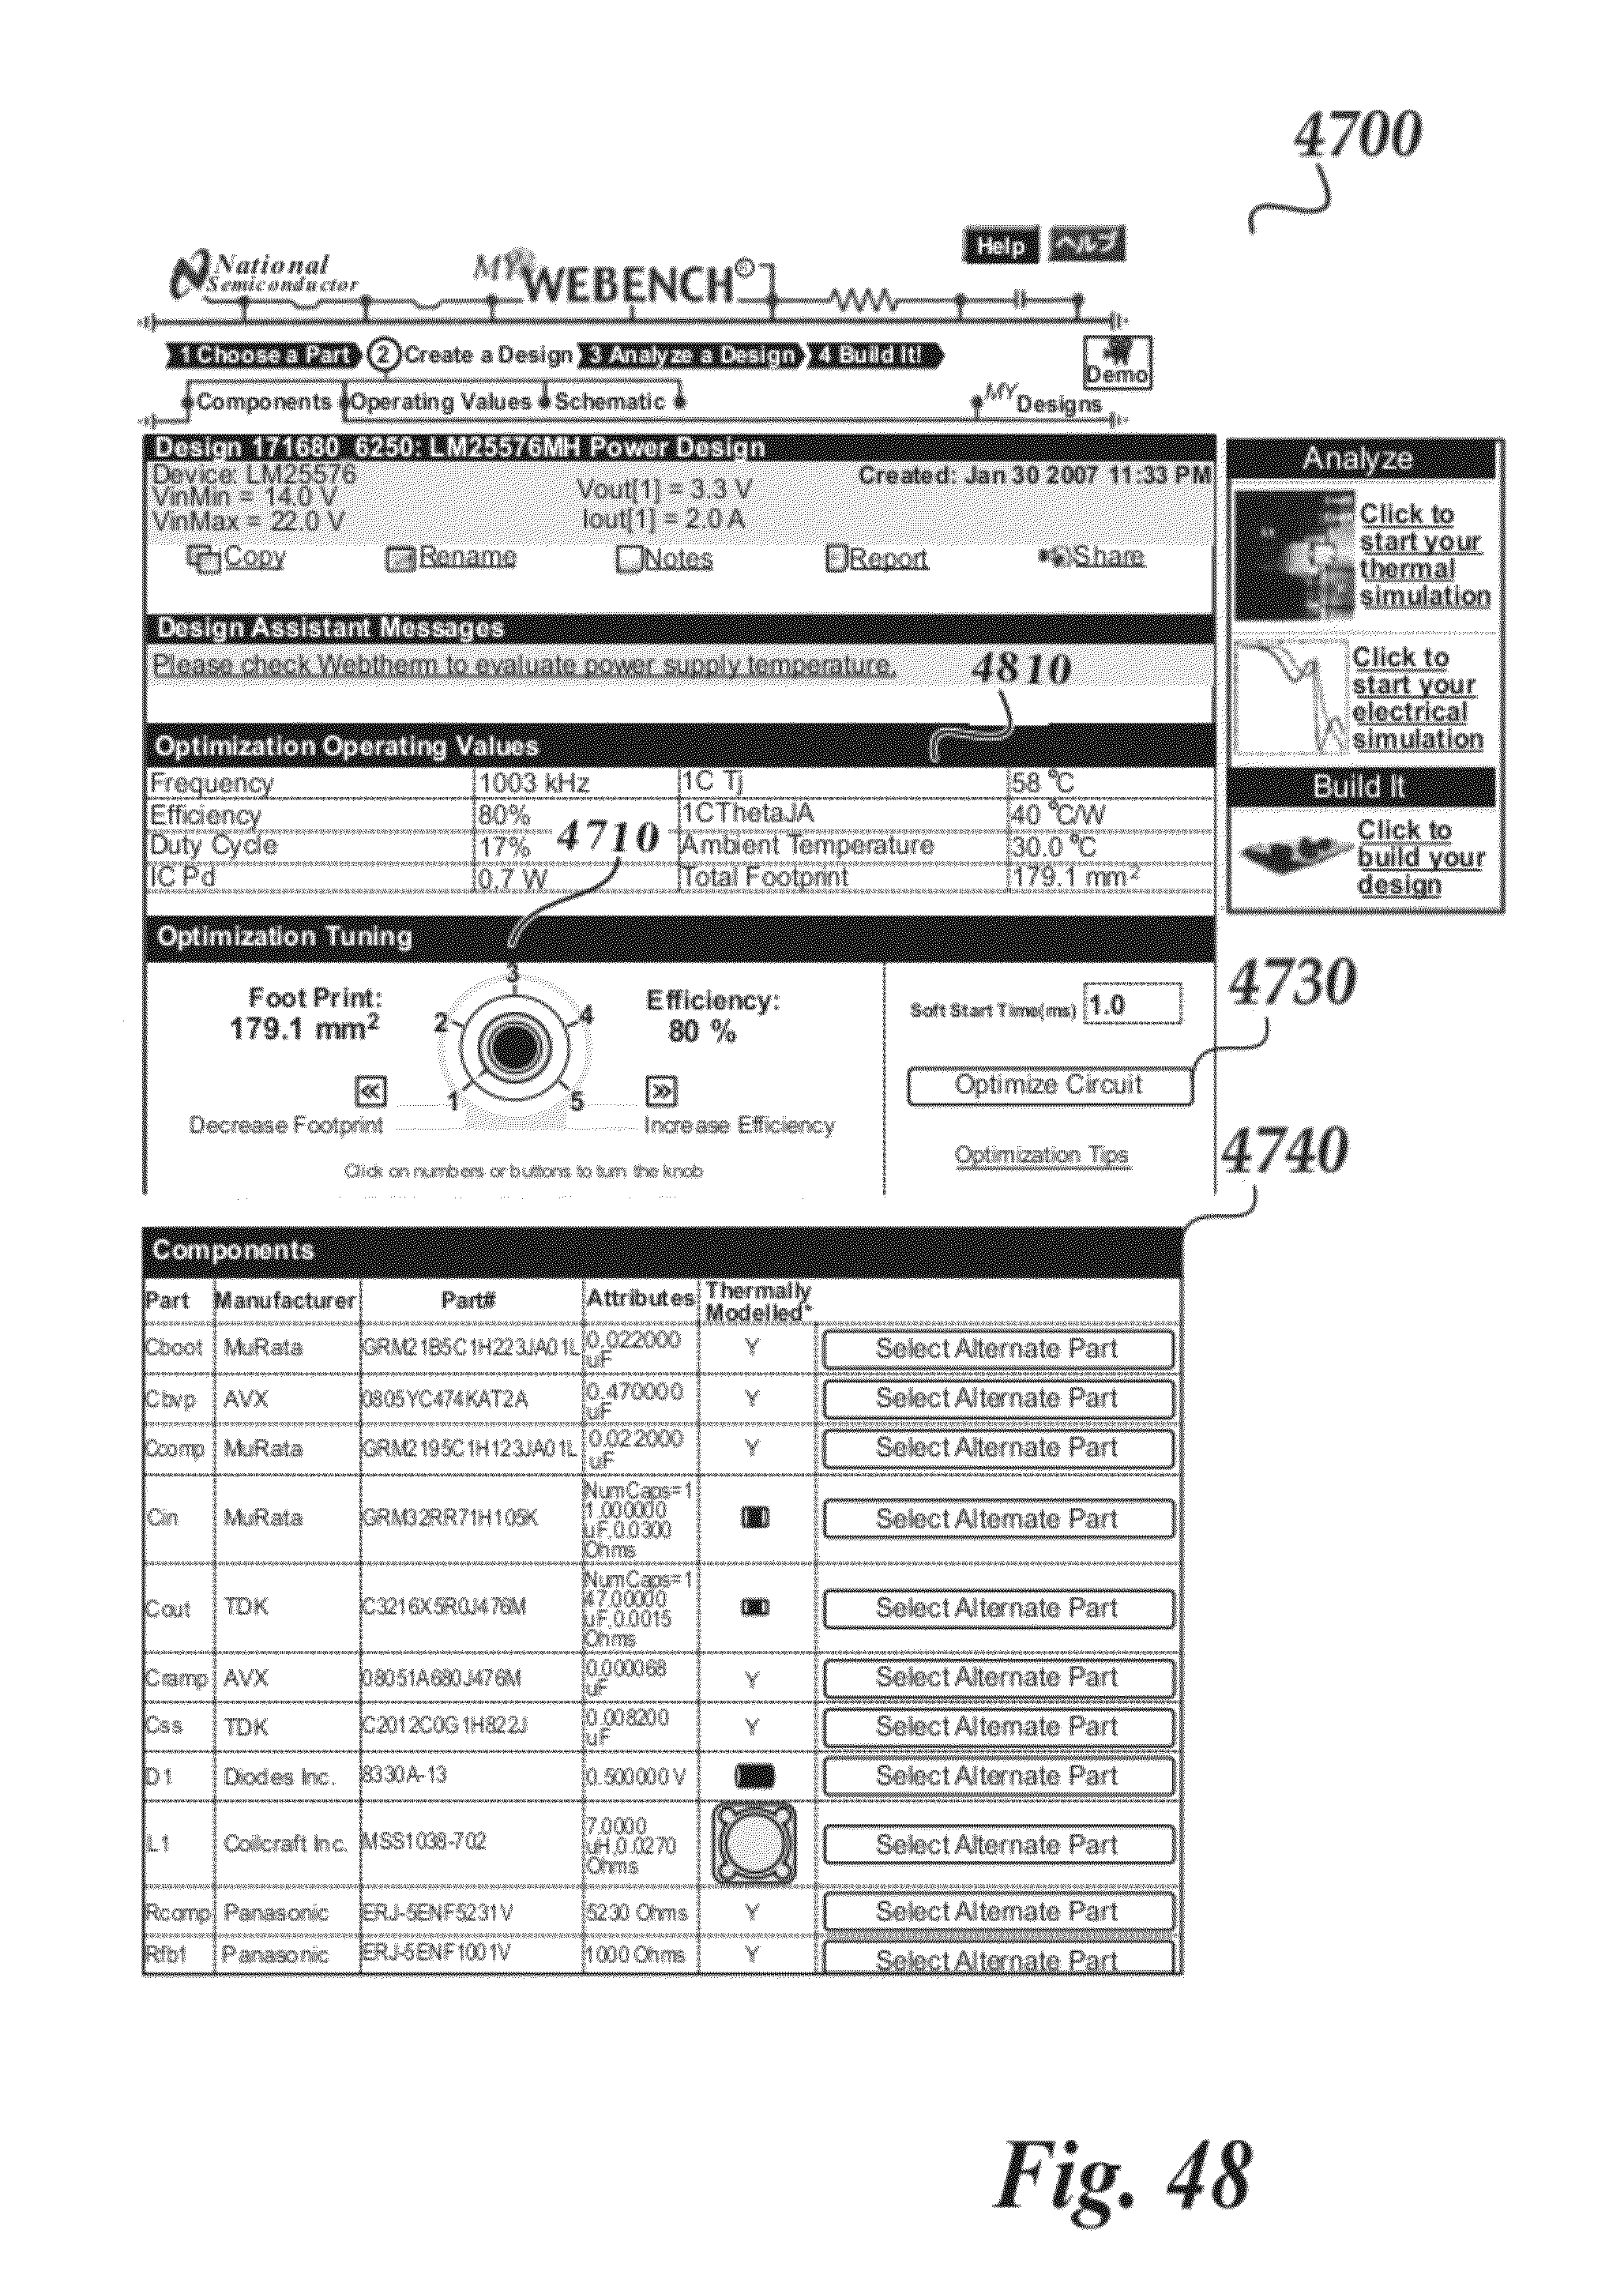 4700
Help ヘルプ
National
Semiconductor
MY WEBENCH®
1 Choose a Part 2 Create a Design 3 Analyze a Design 4 Build It!
Demo
Components Operating Values Schematic
MY Designs
Design 171680_6250: LM25576MH Power Design
Device: LM25576
VinMin = 14.0 V
VinMax = 22.0 V
Vout[1] = 3.3 V
Iout[1] = 2.0 A
Created: Jan 30 2007 11:33 PM
Copy Rename Notes Report Share
Analyze
Click to
start your
thermal
simulation
Click to
start your
electrical
simulation
Build It
Click to
build your
design
Design Assistant Messages
Please check Webtherm to evaluate power supply temperature.
4810
Optimization Operating Values
Frequency 1003 kHz 1C Tj 58 °C
Efficiency 80% 1CThetaJA 40 °C/W
Duty Cycle 17% Ambient Temperature 30.0 °C
IC Pd 0.7 W Total Footprint 179.1 mm²
4710
Optimization Tuning
Foot Print:
179.1 mm²
1
2
3
4
5
Efficiency:
80 %
<<
Decrease Footprint
>>
Increase Efficiency
Click on numbers or buttons to turn the knob
Soft Start Time(ms) 1.0
4730
Optimize Circuit
Optimization Tips
4740
Components
Part Manufacturer Part# Attributes Thermally
Modelled*
Cboot MuRata GRM21B5C1H223JA01L 0.022000
uF Y Select Alternate Part
Cbvp AVX 0805YC474KAT2A 0.470000
uF Y Select Alternate Part
Ccomp MuRata GRM2195C1H123JA01L 0.022000
uF Y Select Alternate Part
Cin MuRata GRM32RR71H105K NumCaps=1
1.000000
uF,0.0300
Ohms Select Alternate Part
Cout TDK C3216X5R0J476M NumCaps=1
47.00000
uF,0.0015
Ohms Select Alternate Part
Cramp AVX 08051A680J476M 0.000068
uF Y Select Alternate Part
Css TDK C2012C0G1H822J 0.008200
uF Y Select Alternate Part
D1 Diodes Inc. 8330A-13 0.500000 V Select Alternate Part
L1 Coilcraft Inc. MSS1038-702 7.0000
uH,0.0270
Ohms Select Alternate Part
Rcomp Panasonic ERJ-5ENF5231V 5230 Ohms Y Select Alternate Part
Rfb1 Panasonic ERJ-5ENF1001V 1000 Ohms Y Select Alternate Part
Fig. 48